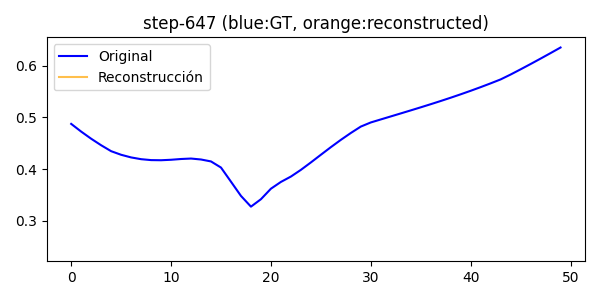 step-647 (blue:GT, orange:reconstructed)
Original
Reconstrucción
0.6
0.5
0.4
0.3
0 10 20 30 40 50